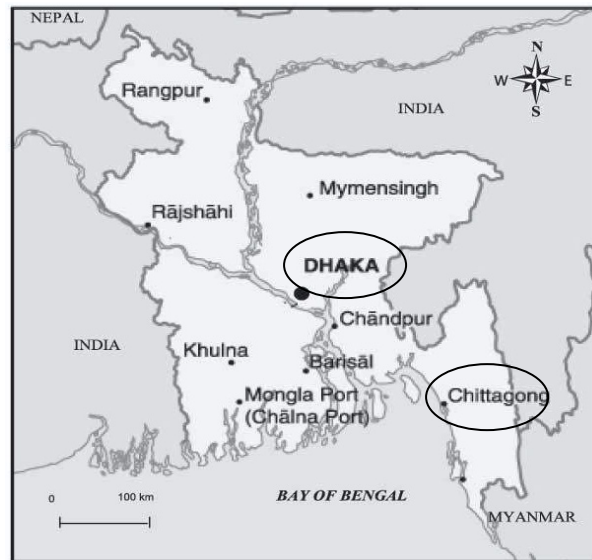 NEPAL
N
W E
S
Rangpur
INDIA
Mymensingh
Rājshāhi
DHAKA
Chāndpur
INDIA
Khulna
Barisāl
Chittagong
Mongla Port
(Chālna Port)
0 100 km
BAY OF BENGAL
MYANMAR